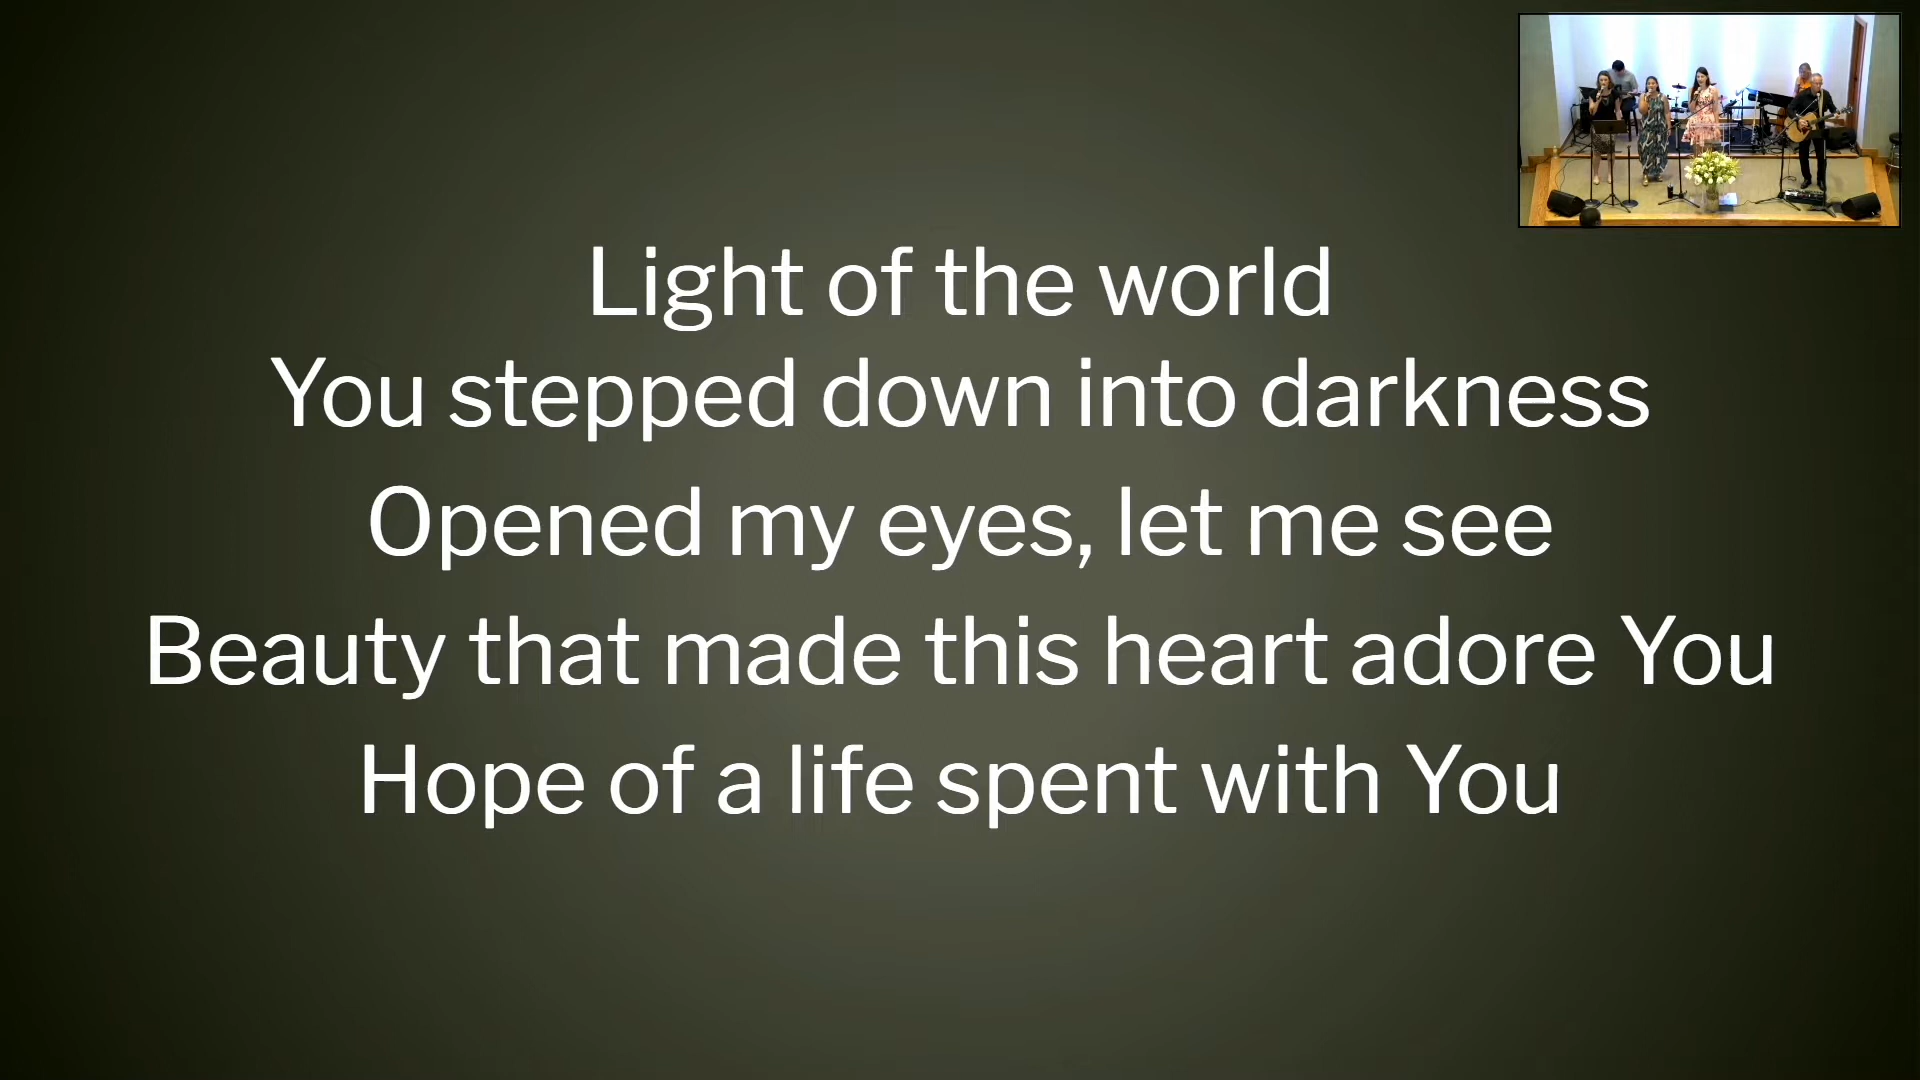 Light of the world
You stepped down into darkness
Opened my eyes, let me see
Beauty that made this heart adore You
Hope of a life spent with You